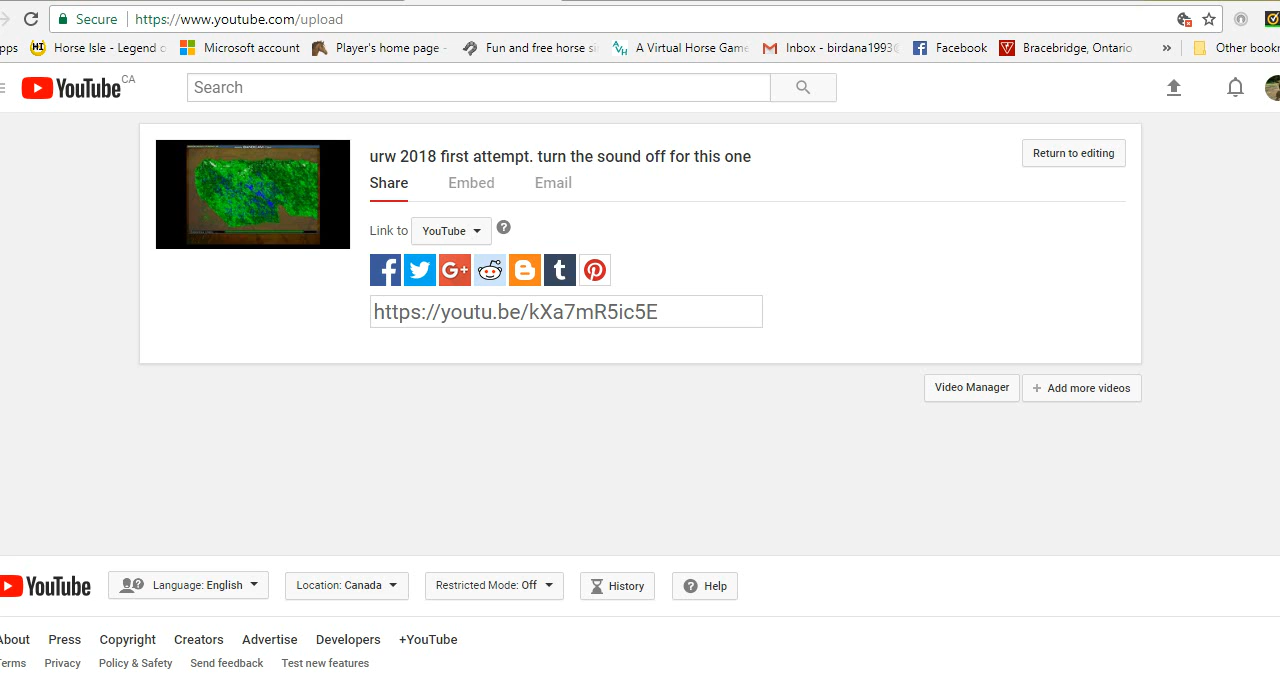 Secure https://www.youtube.com/upload
pps HI Horse Isle - Legend o Microsoft account Player's home page - Fun and free horse si A Virtual Horse Game Inbox - birdana1993 Facebook Bracebridge, Ontario » Other bookr
YouTube CA Search
urw 2018 first attempt. turn the sound off for this one Return to editing
Share Embed Email
Link to YouTube ?
f G+ t
https://youtu.be/kXa7mR5ic5E
Video Manager + Add more videos
YouTube Language: English Location: Canada Restricted Mode: Off History ? Help
About Press Copyright Creators Advertise Developers +YouTube
Terms Privacy Policy & Safety Send feedback Test new features